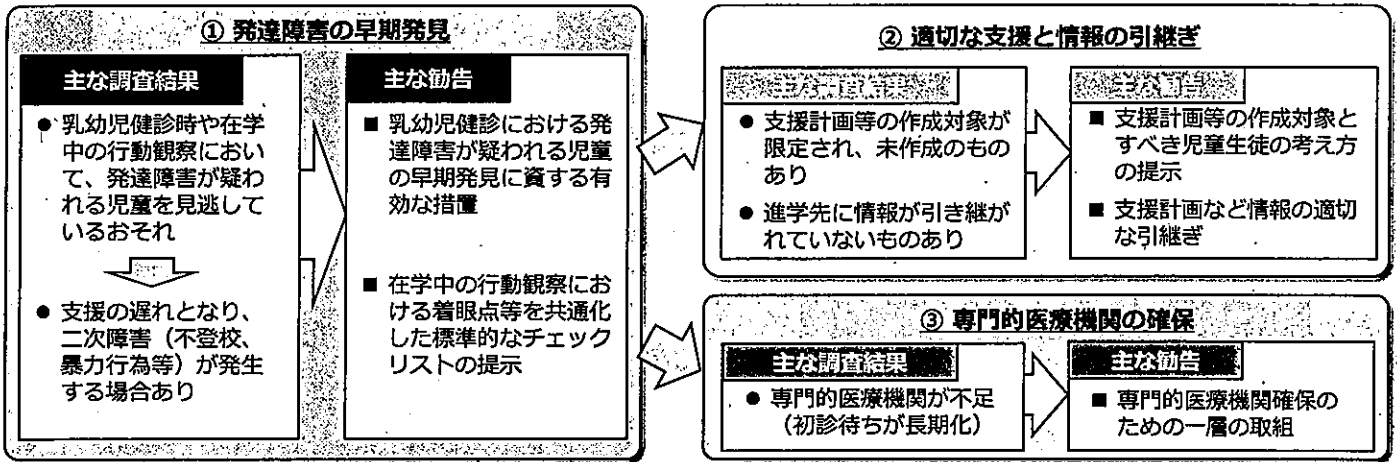 ① 発達障害の早期発見
主な調査結果
● 乳幼児健診時や在学
中の行動観察におい
て、発達障害が疑わ
れる児童を見逃して
いるおそれ
● 支援の遅れとなり、
二次障害（不登校、
暴力行為等）が発生
する場合あり
主な勧告
■ 乳幼児健診における発
達障害が疑われる児童
の早期発見に資する有
効な措置
■ 在学中の行動観察にお
ける着眼点等を共通化
した標準的なチェック
リストの提示
② 適切な支援と情報の引継ぎ
主な調査結果
● 支援計画等の作成対象が
限定され、未作成のもの
あり
● 進学先に情報が引き継が
れていないものあり
主な勧告
■ 支援計画等の作成対象と
すべき児童生徒の考え方
の提示
■ 支援計画など情報の適切
な引継ぎ
③ 専門的医療機関の確保
主な調査結果
● 専門的医療機関が不足
（初診待ちが長期化）
主な勧告
■ 専門的医療機関確保の
ための一層の取組